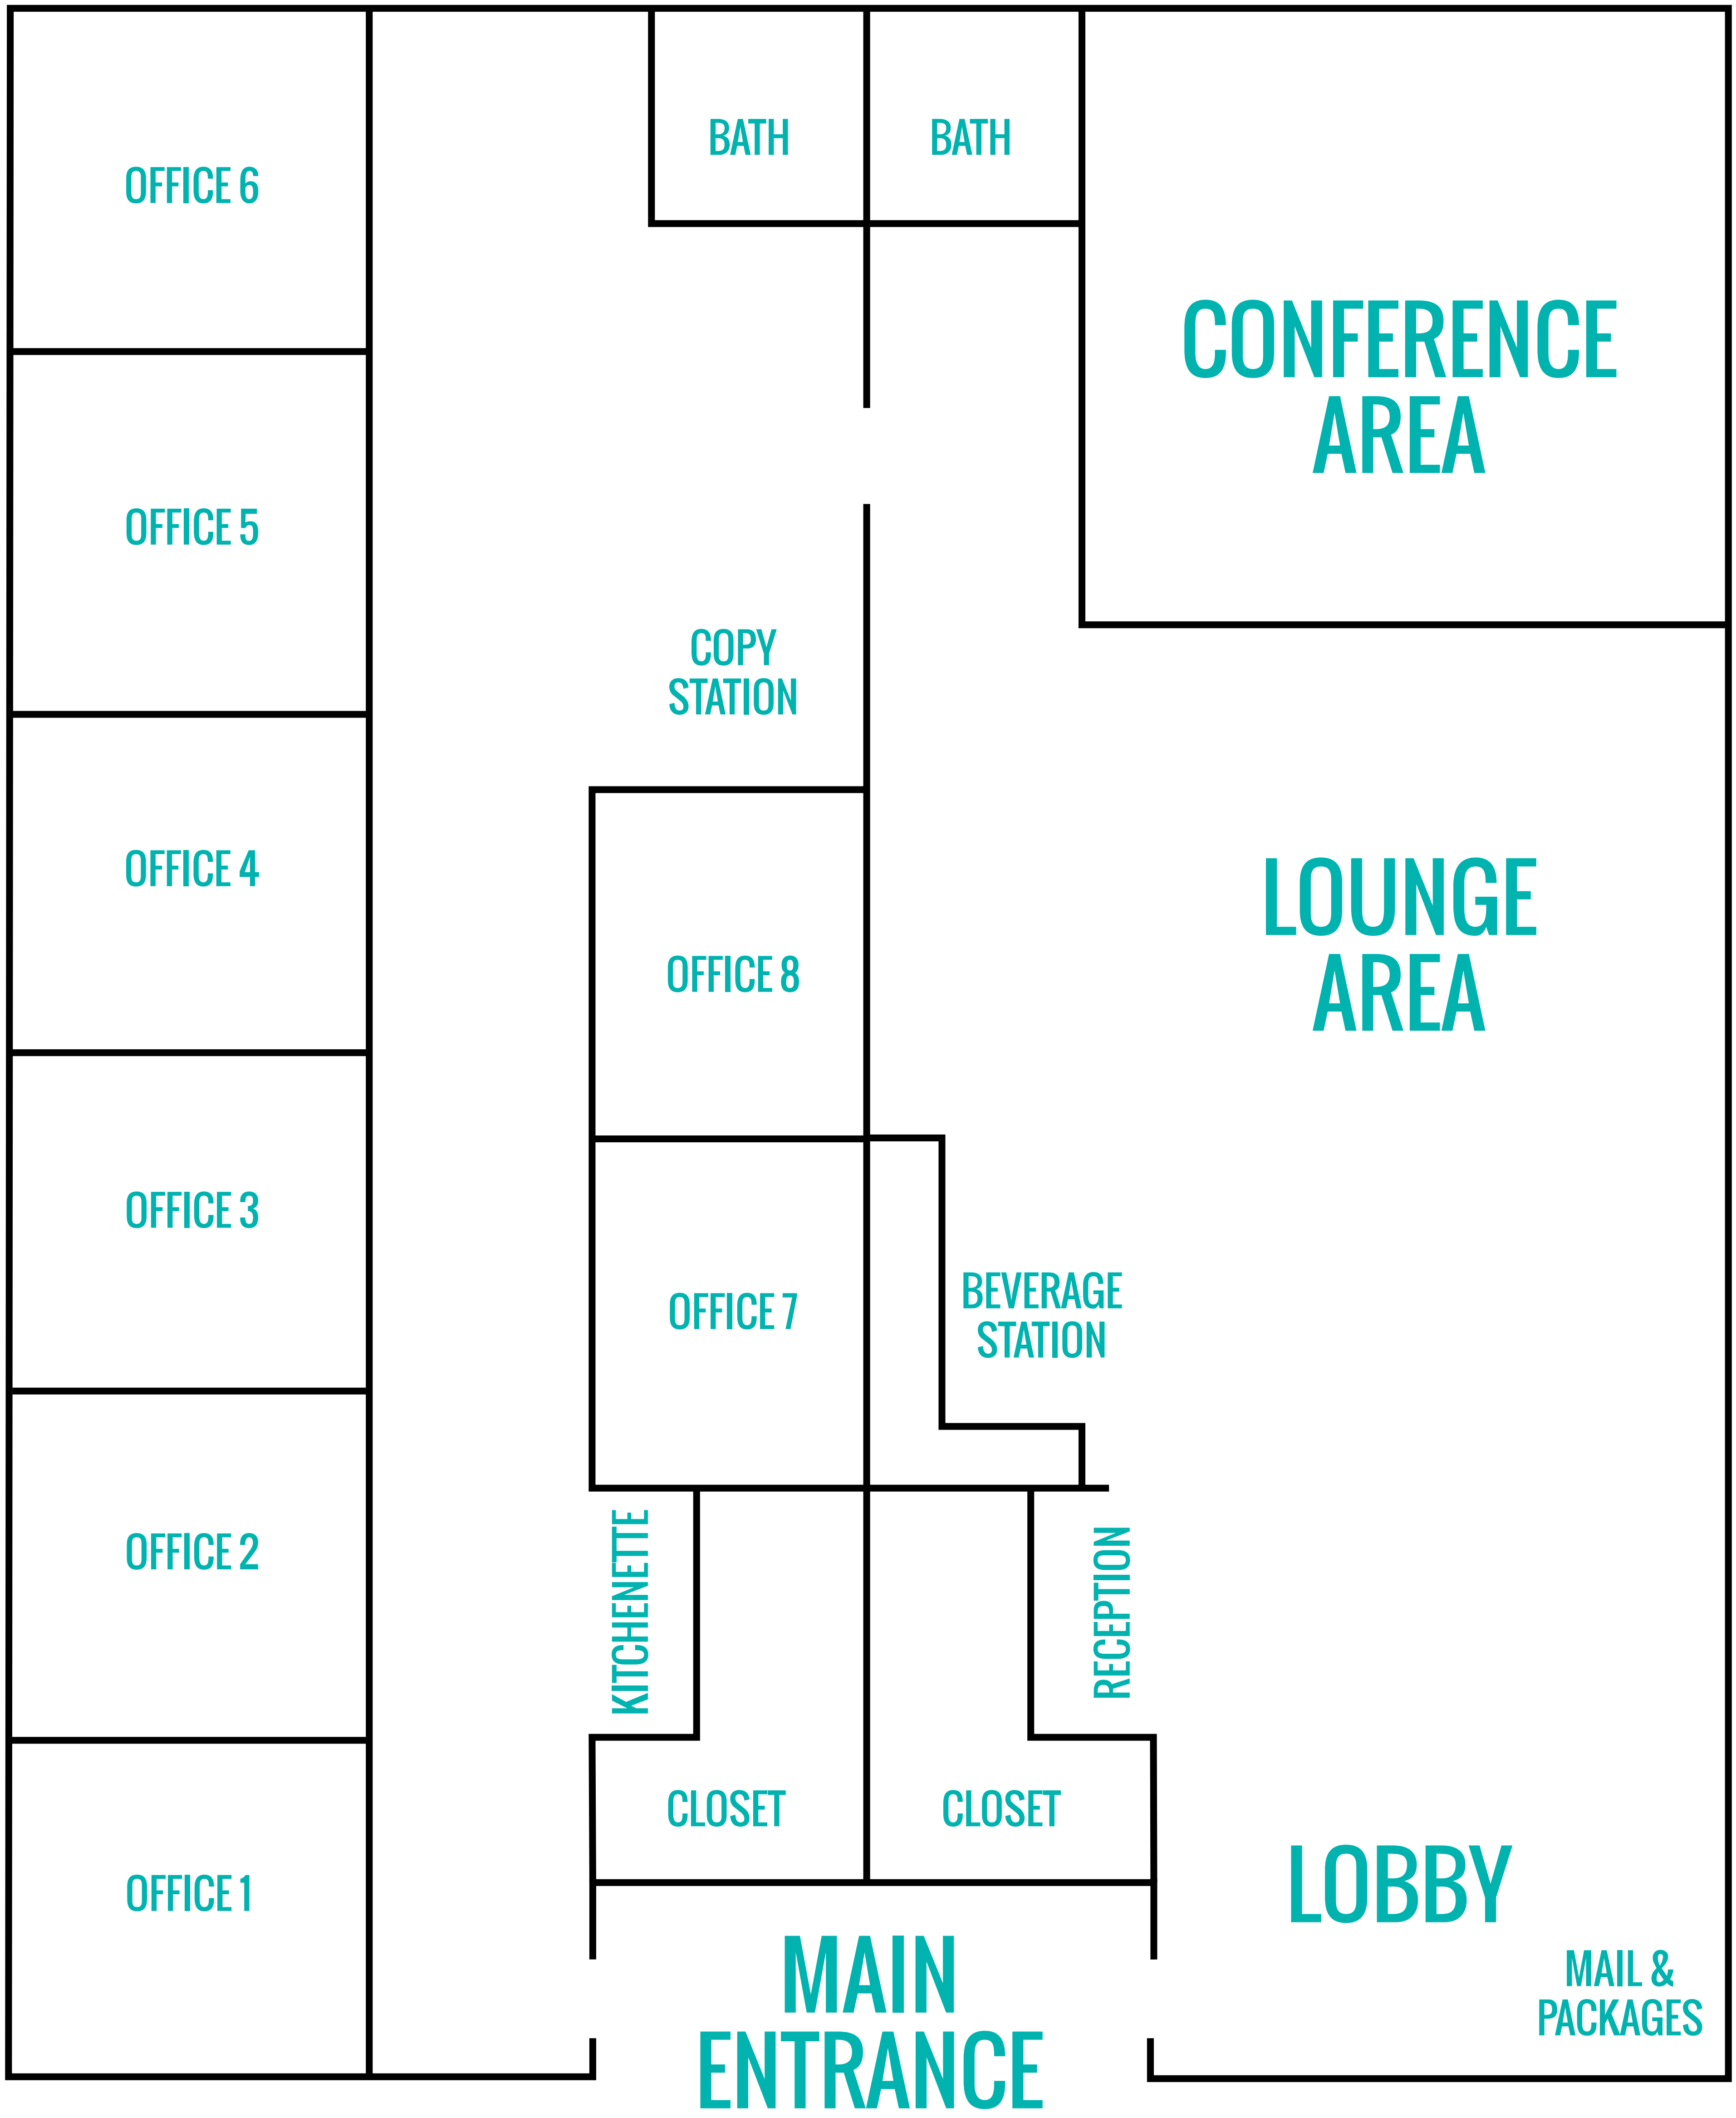 BATH
BATH
OFFICE 6
CONFERENCE
AREA
OFFICE 5
COPY
STATION
OFFICE 4
LOUNGE
AREA
OFFICE 8
OFFICE 3
BEVERAGE
STATION
OFFICE 7
OFFICE 2
KITCHENETTE
RECEPTION
CLOSET
CLOSET
OFFICE 1
LOBBY
MAIN
ENTRANCE
MAIL &
PACKAGES